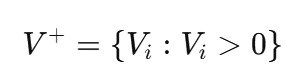 V⁺ = {Vᵢ : Vᵢ > 0}